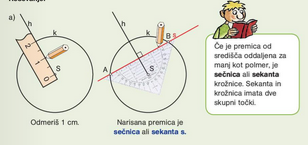 a)
h
k
S
h
k
B s
A
S
Odmeriš 1 cm.
Narisana premica je
sečnica ali sekanta s.
Če je premica od
središča oddaljena za
manj kot polmer, je
sečnica ali sekanta
krožnice. Sekanta in
krožnica imata dve
skupni točki.